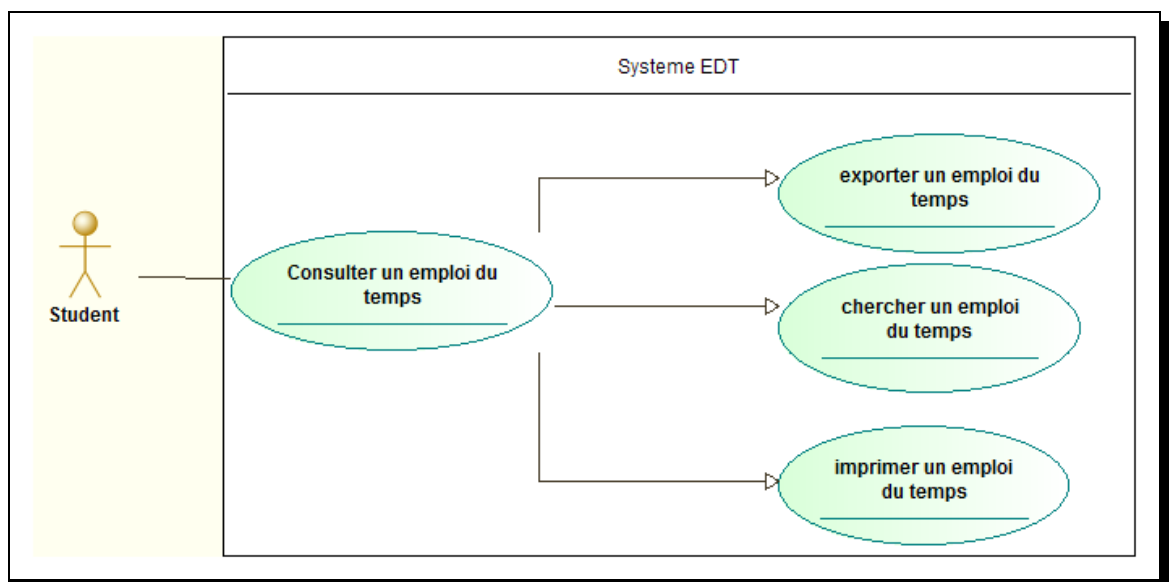 Systeme EDT
exporter un emploi du
temps
Consulter un emploi du
temps
chercher un emploi
du temps
Student
imprimer un emploi
du temps